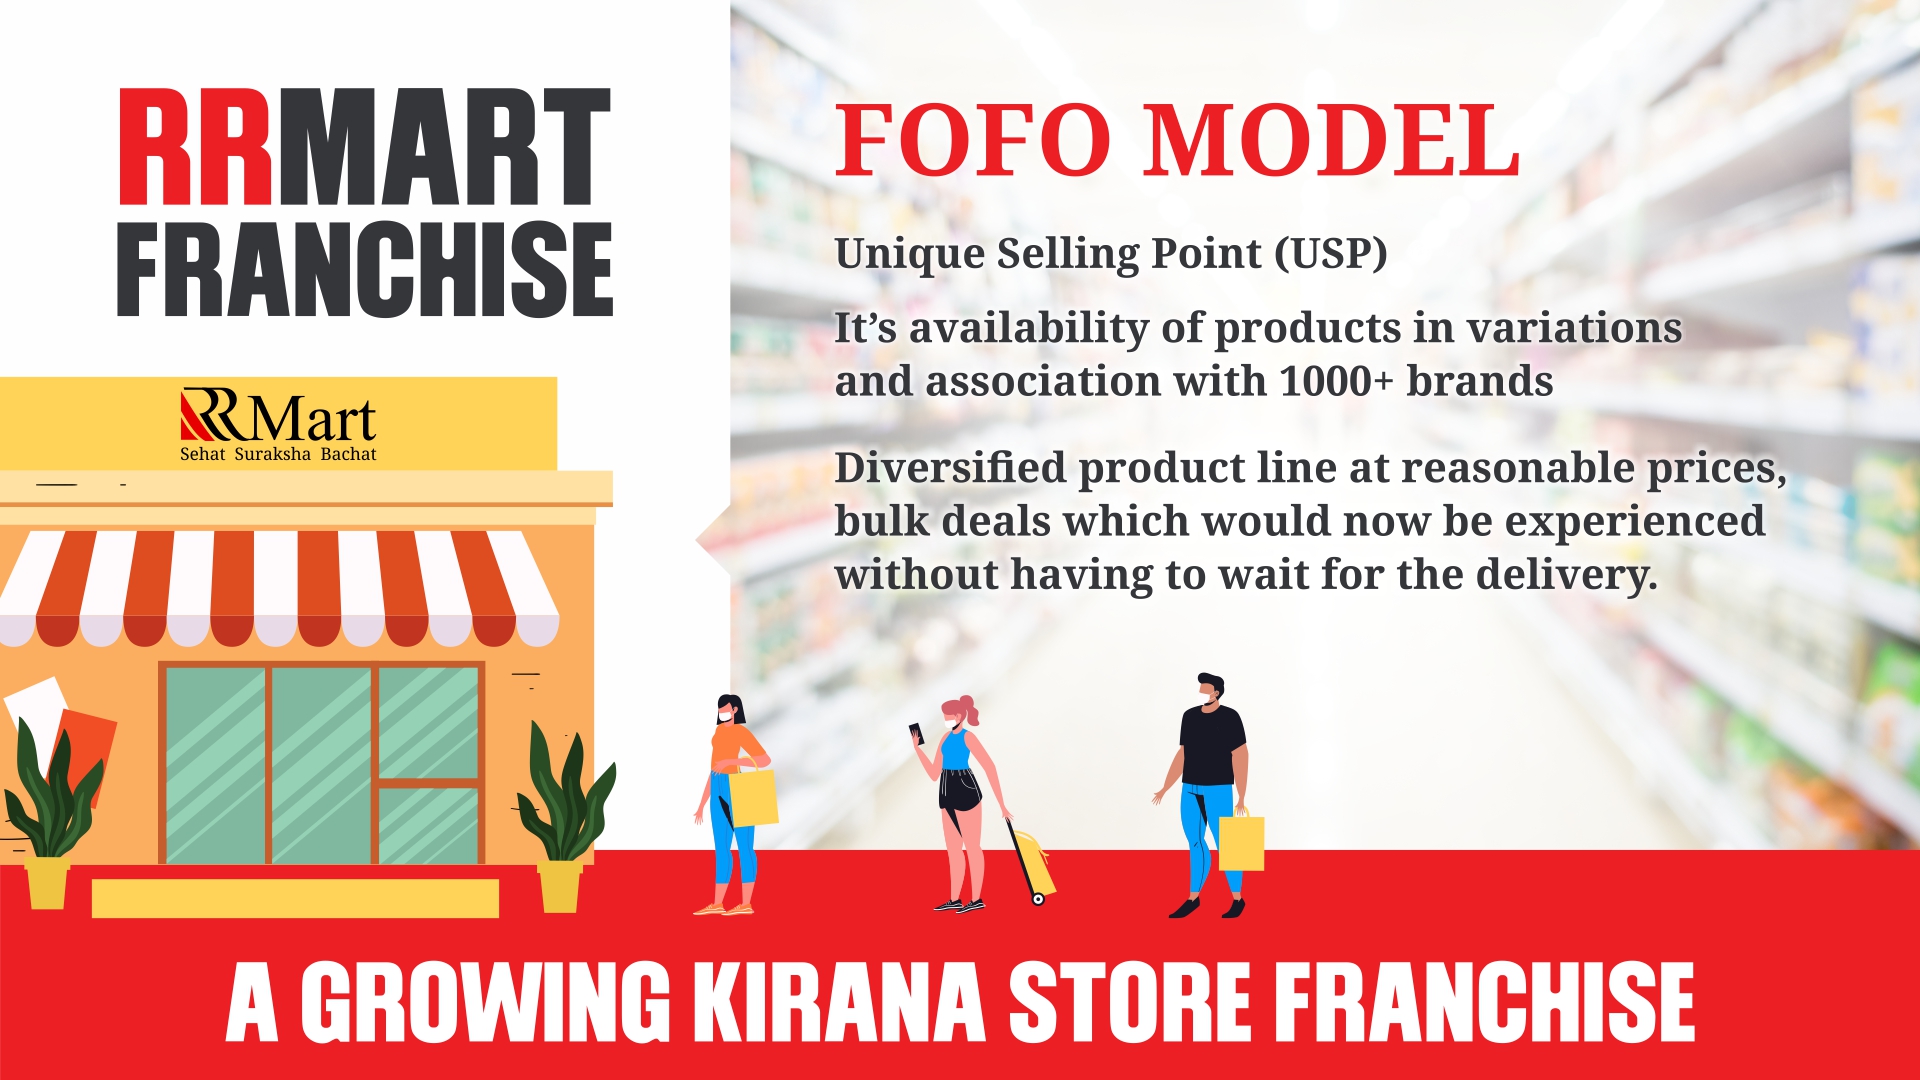 RRMART
FRANCHISE
RR Mart
Sehat Suraksha Bachat
FOFO MODEL
Unique Selling Point (USP)
It’s availability of products in variations
and association with 1000+ brands
Diversified product line at reasonable prices,
bulk deals which would now be experienced
without having to wait for the delivery.
A GROWING KIRANA STORE FRANCHISE